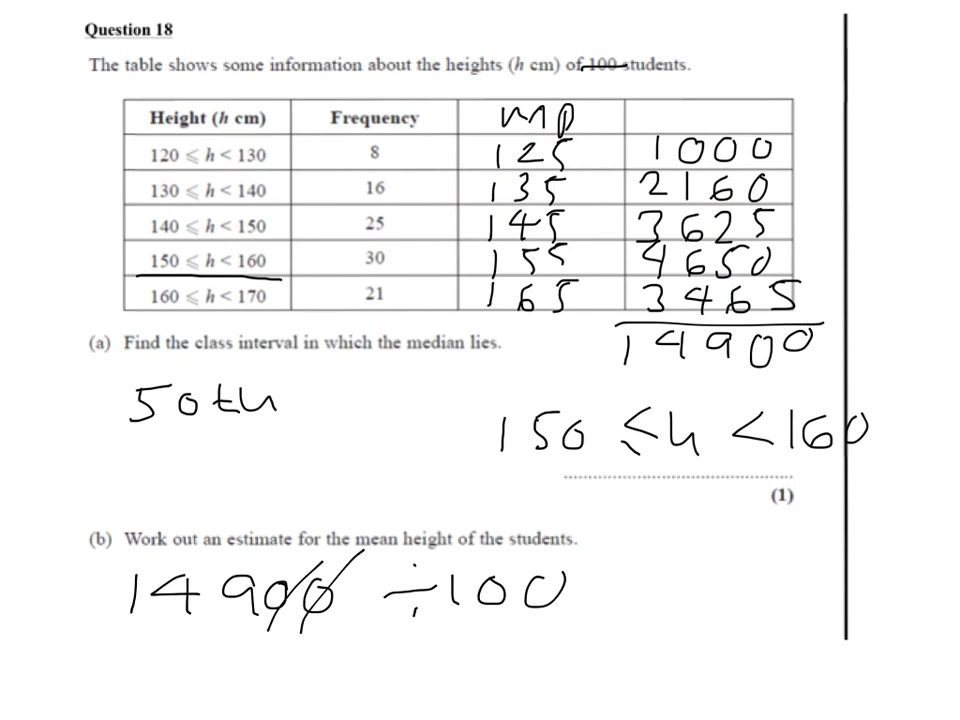 Question 18
The table shows some information about the heights (h cm) of 100 students.
Height (h cm) Frequency MP
120 ⩽ h < 130 8 125 1000
130 ⩽ h < 140 16 135 2160
140 ⩽ h < 150 25 145 3625
150 ⩽ h < 160 30 155 4650
160 ⩽ h < 170 21 165 3465
14900
(a) Find the class interval in which the median lies.
50th
150 ≤ h < 160
(1)
(b) Work out an estimate for the mean height of the students.
14900 ÷ 100